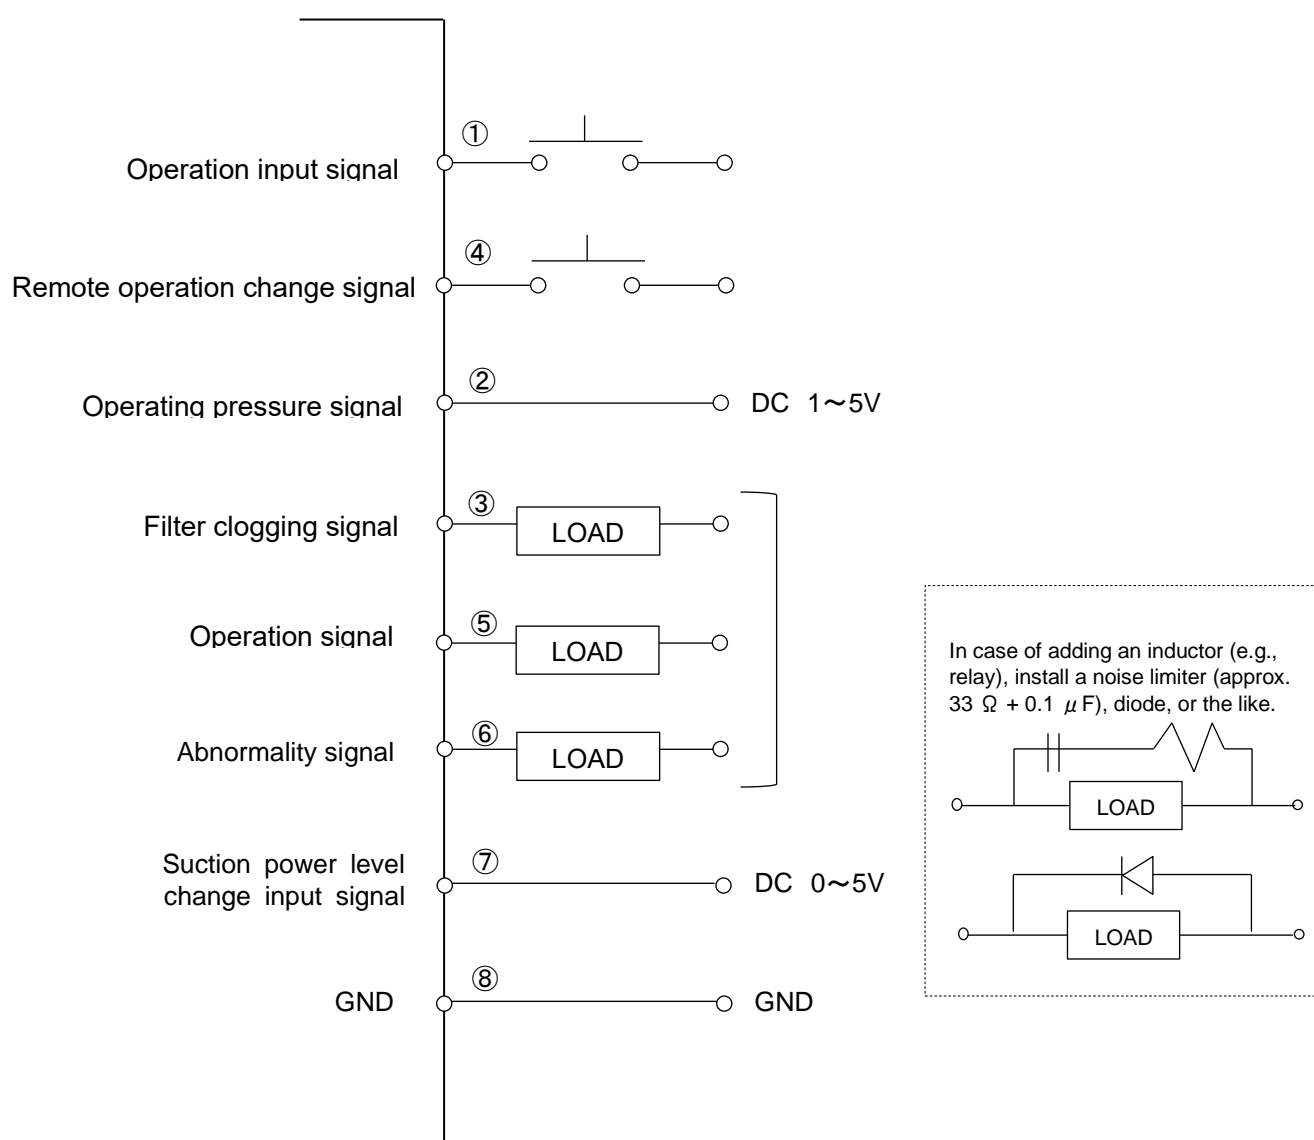 ①
Operation input signal
④
Remote operation change signal
②
Operating pressure signal DC 1～5V
③
Filter clogging signal LOAD
⑤
Operation signal LOAD
⑥
Abnormality signal LOAD
⑦
Suction power level
change input signal
DC 0～5V
⑧
GND GND
In case of adding an inductor (e.g.,
relay), install a noise limiter (approx.
33 Ω + 0.1 μF), diode, or the like.
LOAD
LOAD